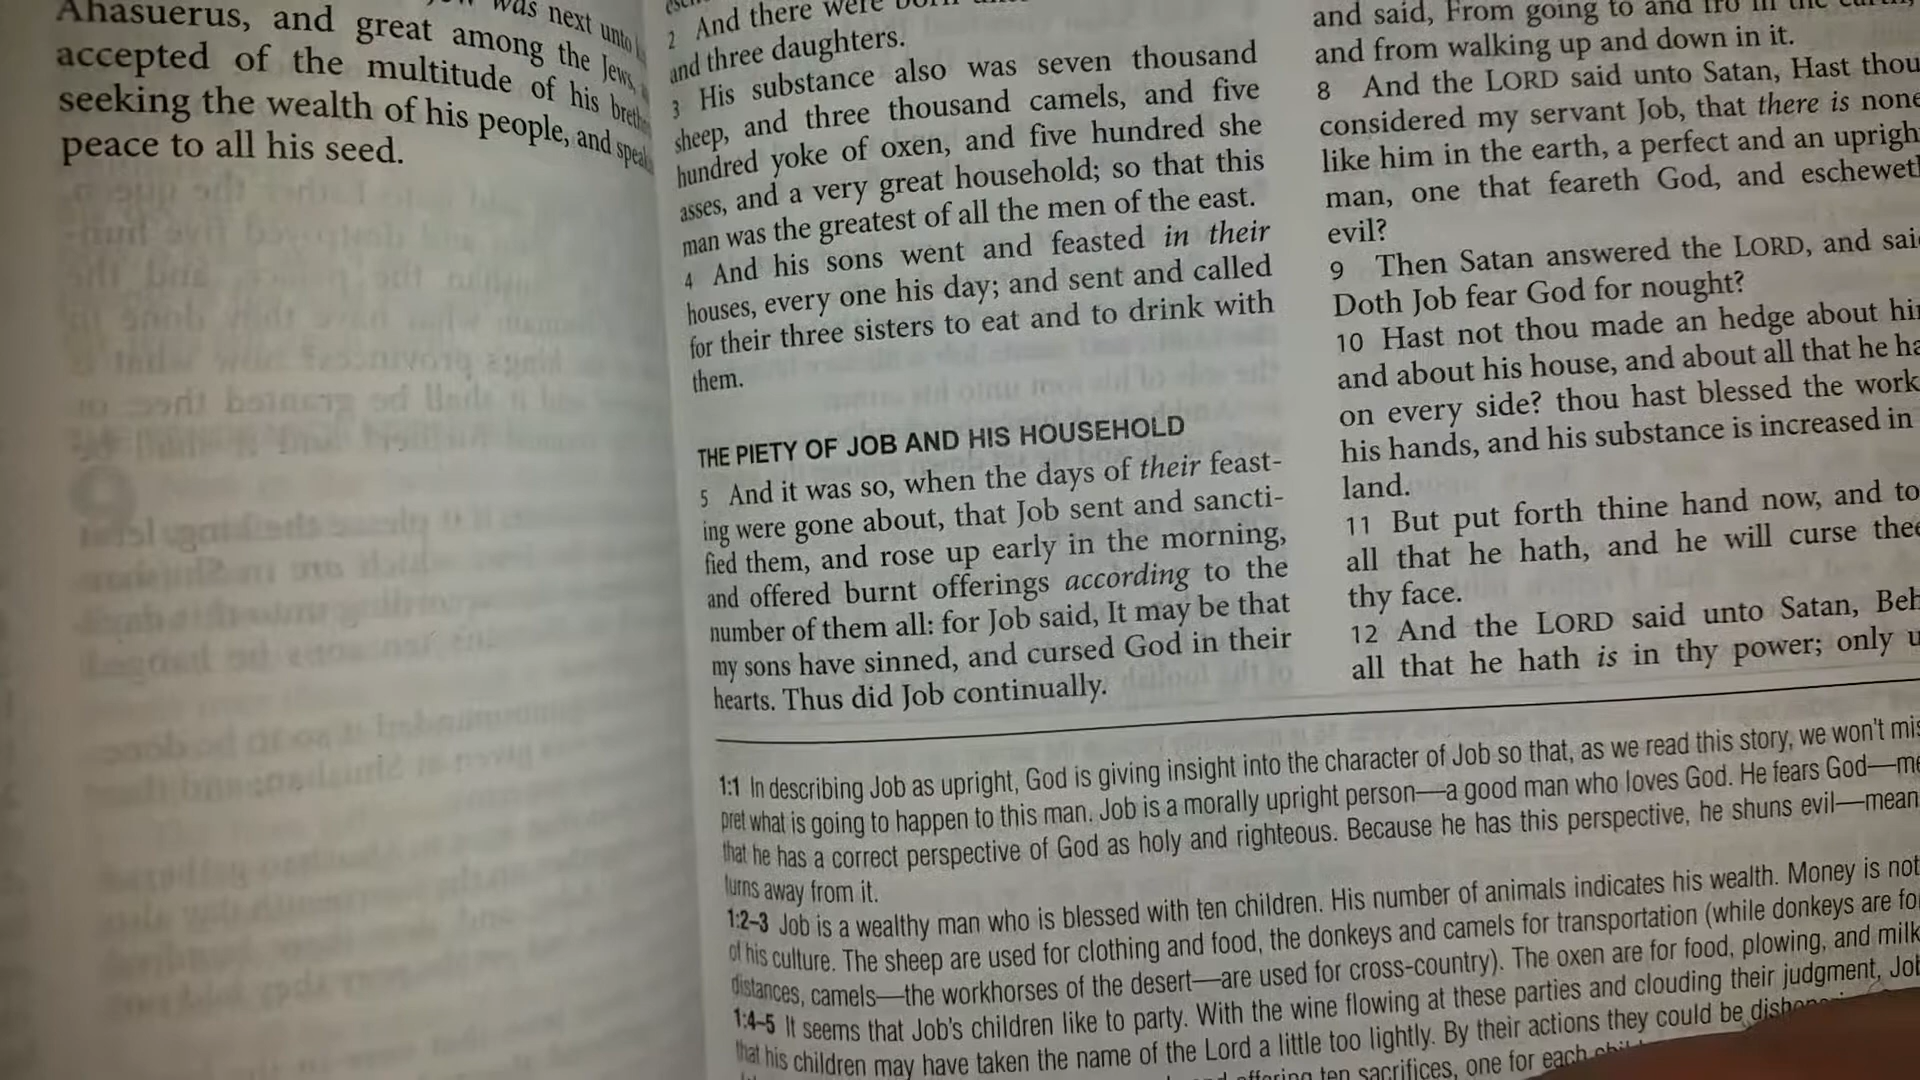 was next unto
Ahasuerus, and great among the Jews,
accepted of the multitude of his
seeking the wealth of his people, and
peace to all his seed.
2 And there were
and three daughters.
3 His substance also was seven thousand
sheep, and three thousand camels, and five
hundred yoke of oxen, and five hundred she
asses, and a very great household; so that this
man was the greatest of all the men of the east.
4 And his sons went and feasted in their
houses, every one his day; and sent and called
for their three sisters to eat and to drink with
them.
THE PIETY OF JOB AND HIS HOUSEHOLD
5 And it was so, when the days of their feast-
ing were gone about, that Job sent and sancti-
fied them, and rose up early in the morning,
and offered burnt offerings according to the
number of them all: for Job said, It may be that
my sons have sinned, and cursed God in their
hearts. Thus did Job continually.
and said, From going to and fro in the earth,
and from walking up and down in it.
8 And the LORD said unto Satan, Hast thou
considered my servant Job, that there is none
like him in the earth, a perfect and an upright
man, one that feareth God, and escheweth
evil?
9 Then Satan answered the LORD, and sai
Doth Job fear God for nought?
10 Hast not thou made an hedge about hi
and about his house, and about all that he ha
on every side? thou hast blessed the work
his hands, and his substance is increased in
land.
11 But put forth thine hand now, and to
all that he hath, and he will curse thee
thy face.
12 And the LORD said unto Satan, Beh
all that he hath is in thy power; only u
1:1 In describing Job as upright, God is giving insight into the character of Job so that, as we read this story, we won't mis
pret what is going to happen to this man. Job is a morally upright person—a good man who loves God. He fears God—me
that he has a correct perspective of God as holy and righteous. Because he has this perspective, he shuns evil—mean
turns away from it.
1:2–3 Job is a wealthy man who is blessed with ten children. His number of animals indicates his wealth. Money is not
of his culture. The sheep are used for clothing and food, the donkeys and camels for transportation (while donkeys are fo
distances, camels—the workhorses of the desert—are used for cross-country). The oxen are for food, plowing, and milk
1:4–5 It seems that Job's children like to party. With the wine flowing at these parties and clouding their judgment, Job
that his children may have taken the name of the Lord a little too lightly. By their actions they could be
offering ten sacrifices, one for each